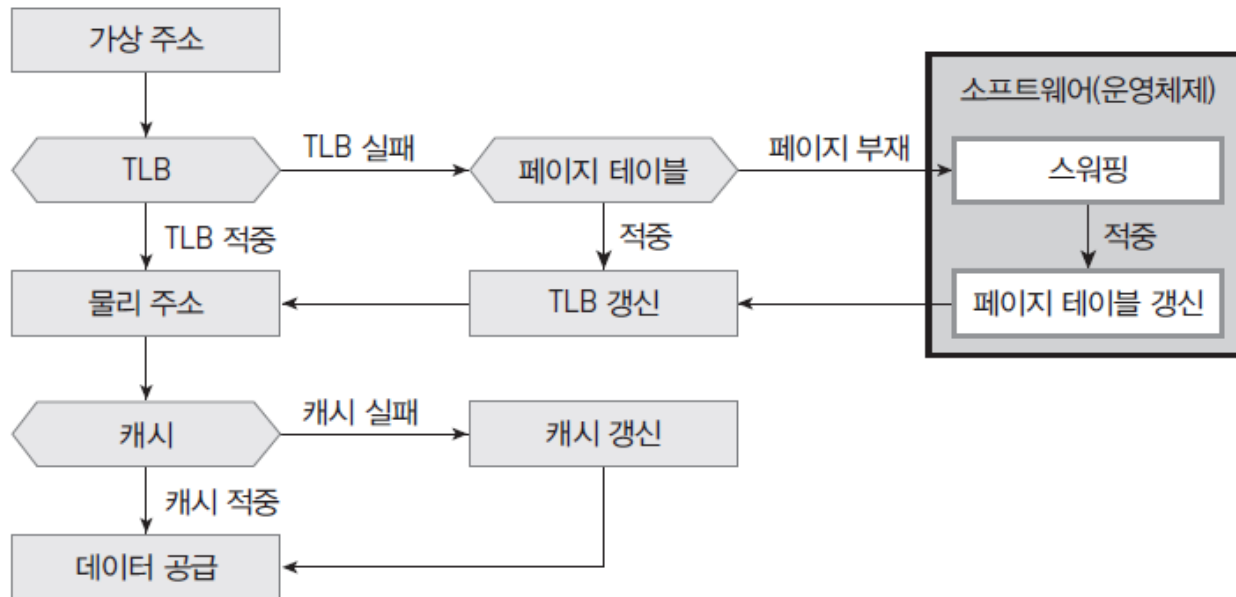 가상 주소
소프트웨어(운영체제)
TLB
TLB 실패
페이지 테이블
페이지 부재
스워핑
TLB 적중
적중
적중
물리 주소
TLB 갱신
페이지 테이블 갱신
캐시
캐시 실패
캐시 갱신
캐시 적중
데이터 공급